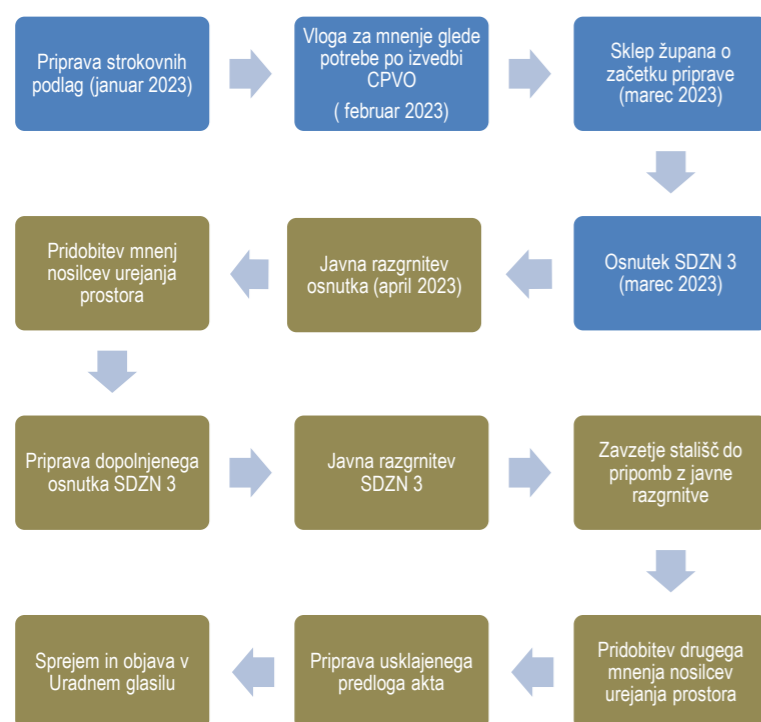 Priprava strokovnih
podlag (januar 2023)
Vloga za mnenje glede
potrebe po izvedbi
CPVO
( februar 2023)
Sklep župana o
začetku priprave
(marec 2023)
Osnutek SDZN 3
(marec 2023)
Javna razgrnitev
osnutka (april 2023)
Pridobitev mnenj
nosilcev urejanja
prostora
Priprava dopolnjenega
osnutka SDZN 3
Javna razgrnitev
SDZN 3
Zavzetje stališč do
pripomb z javne
razgrnitve
Pridobitev drugega
mnenja nosilcev
urejanja prostora
Priprava usklajenega
predloga akta
Sprejem in objava v
Uradnem glasilu